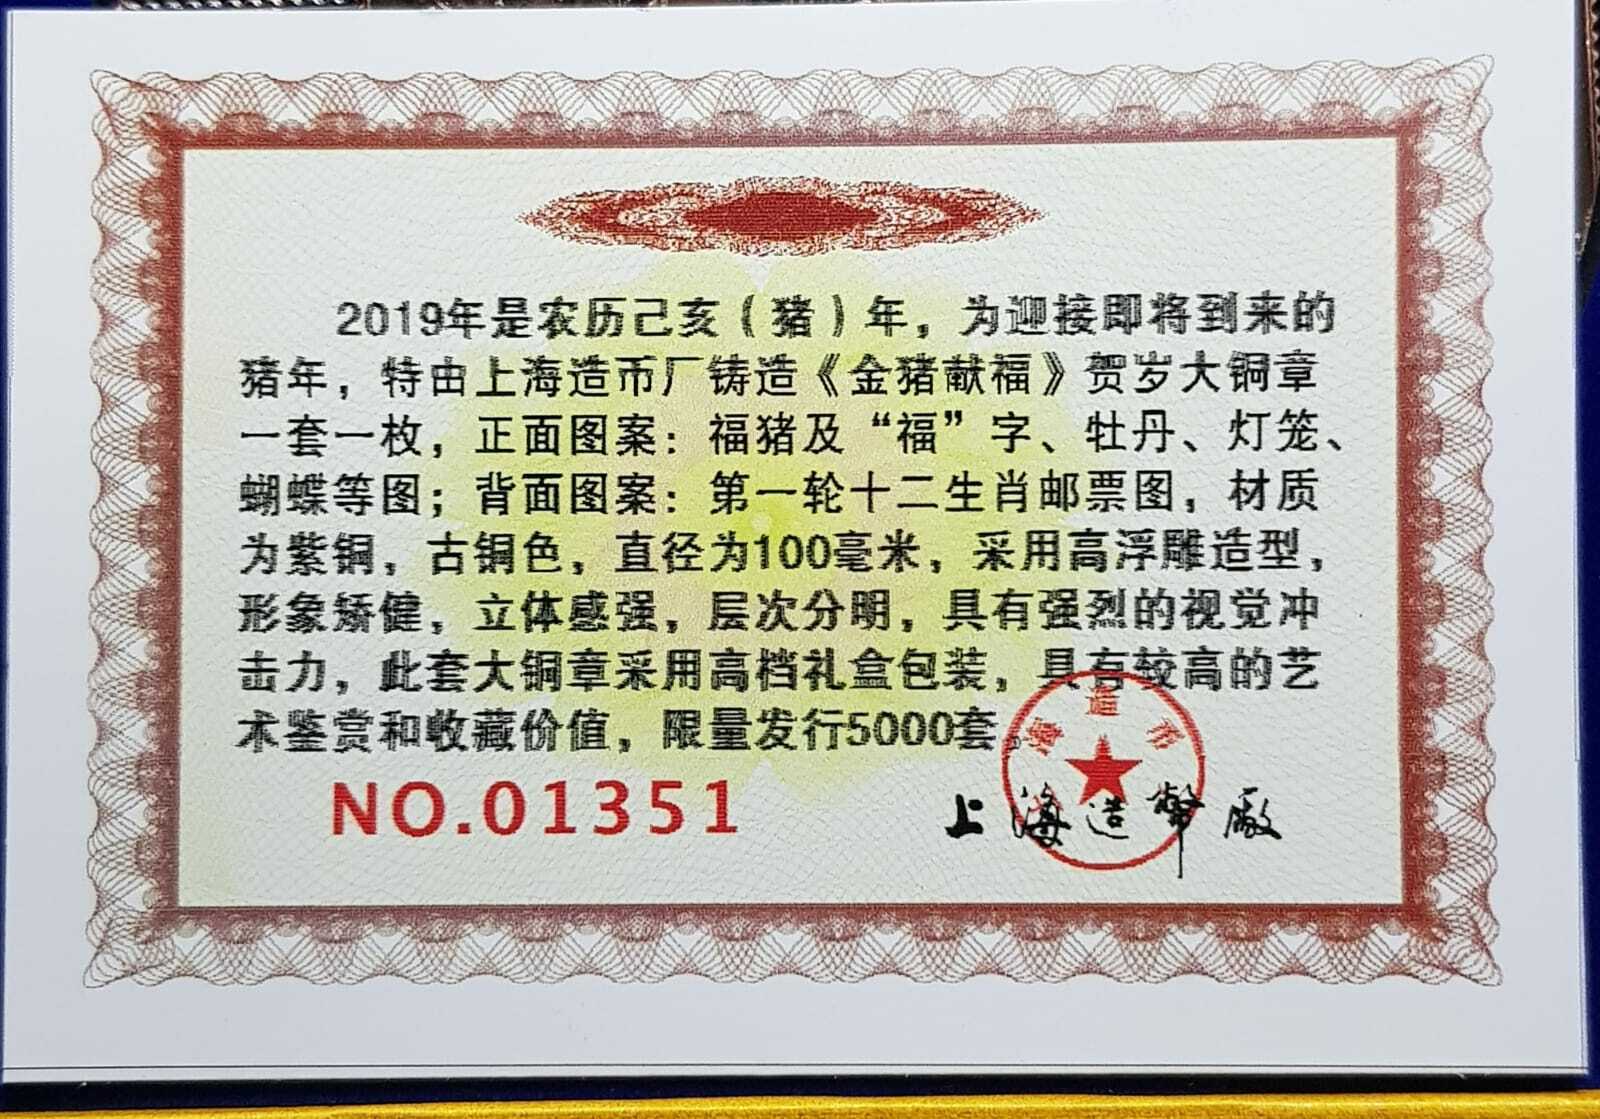 2019年是农历己亥（猪）年，为迎接即将到来的
猪年，特由上海造币厂铸造《金猪献福》贺岁大铜章
一套一枚，正面图案：福猪及“福”字、牡丹、灯笼、
蝴蝶等图；背面图案：第一轮十二生肖邮票图，材质
为紫铜，古铜色，直径为100毫米，采用高浮雕造型，
形象矫健，立体感强，层次分明，具有强烈的视觉冲
击力，此套大铜章采用高档礼盒包装，具有较高的艺
术鉴赏和收藏价值，限量发行5000套。
海造币
NO.01351
上海造幣廠